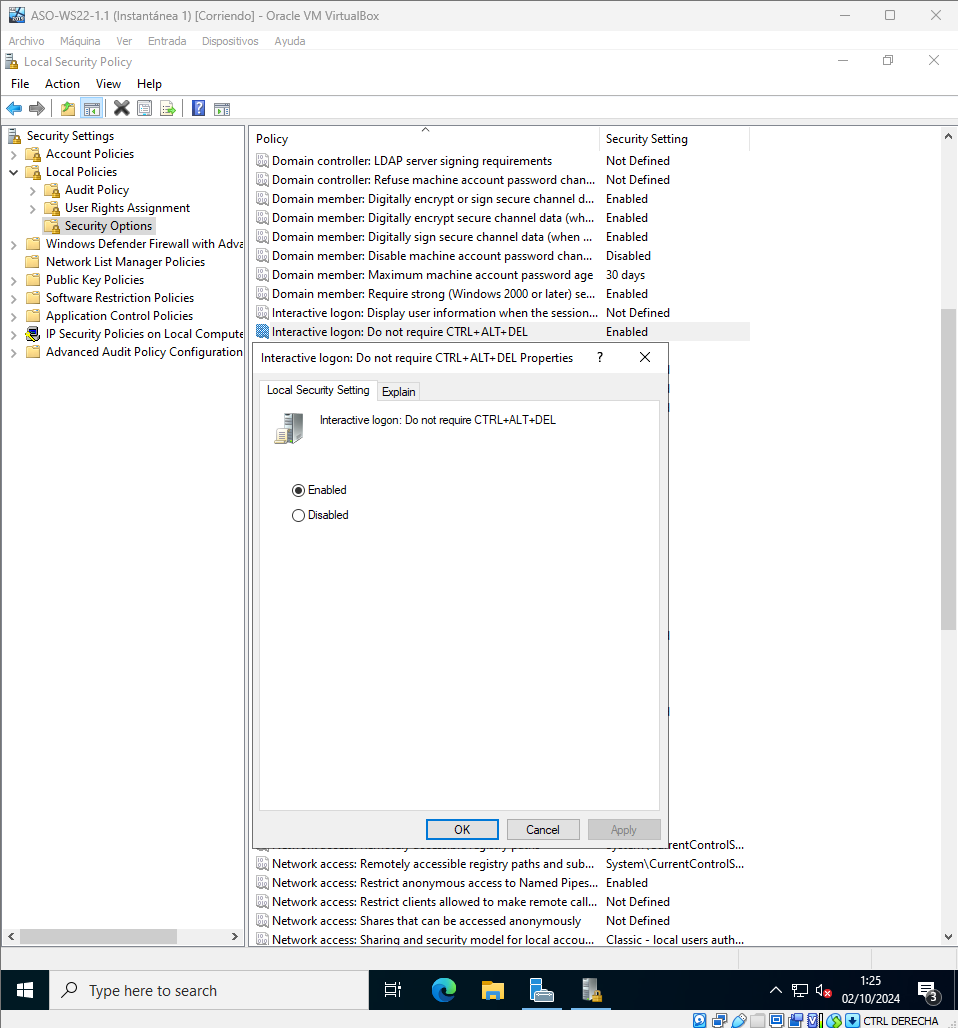 ASO-WS22-1.1 (Instantánea 1) [Corriendo] - Oracle VM VirtualBox
Archivo Máquina Ver Entrada Dispositivos Ayuda
Local Security Policy
File Action View Help
Security Settings
Account Policies
Local Policies
Audit Policy
User Rights Assignment
Security Options
Windows Defender Firewall with Adva
Network List Manager Policies
Public Key Policies
Software Restriction Policies
Application Control Policies
IP Security Policies on Local Compute
Advanced Audit Policy Configuration
Policy Security Setting
Domain controller: LDAP server signing requirements Not Defined
Domain controller: Refuse machine account password chan... Not Defined
Domain member: Digitally encrypt or sign secure channel d... Enabled
Domain member: Digitally encrypt secure channel data (wh... Enabled
Domain member: Digitally sign secure channel data (when ... Enabled
Domain member: Disable machine account password chan... Disabled
Domain member: Maximum machine account password age 30 days
Domain member: Require strong (Windows 2000 or later) se... Enabled
Interactive logon: Display user information when the session... Not Defined
Interactive logon: Do not require CTRL+ALT+DEL Enabled
Interactive logon: Do not require CTRL+ALT+DEL Properties ?
Local Security Setting Explain
Interactive logon: Do not require CTRL+ALT+DEL
Enabled
Disabled
OK Cancel Apply
System\CurrentControlS...
Network access: Remotely accessible registry paths and sub... System\CurrentControlS...
Network access: Restrict anonymous access to Named Pipes... Enabled
Network access: Restrict clients allowed to make remote call... Not Defined
Network access: Shares that can be accessed anonymously Not Defined
Network access: Sharing and security model for local accou... Classic - local users auth...
Type here to search
1:25
02/10/2024
3
CTRL DERECHA